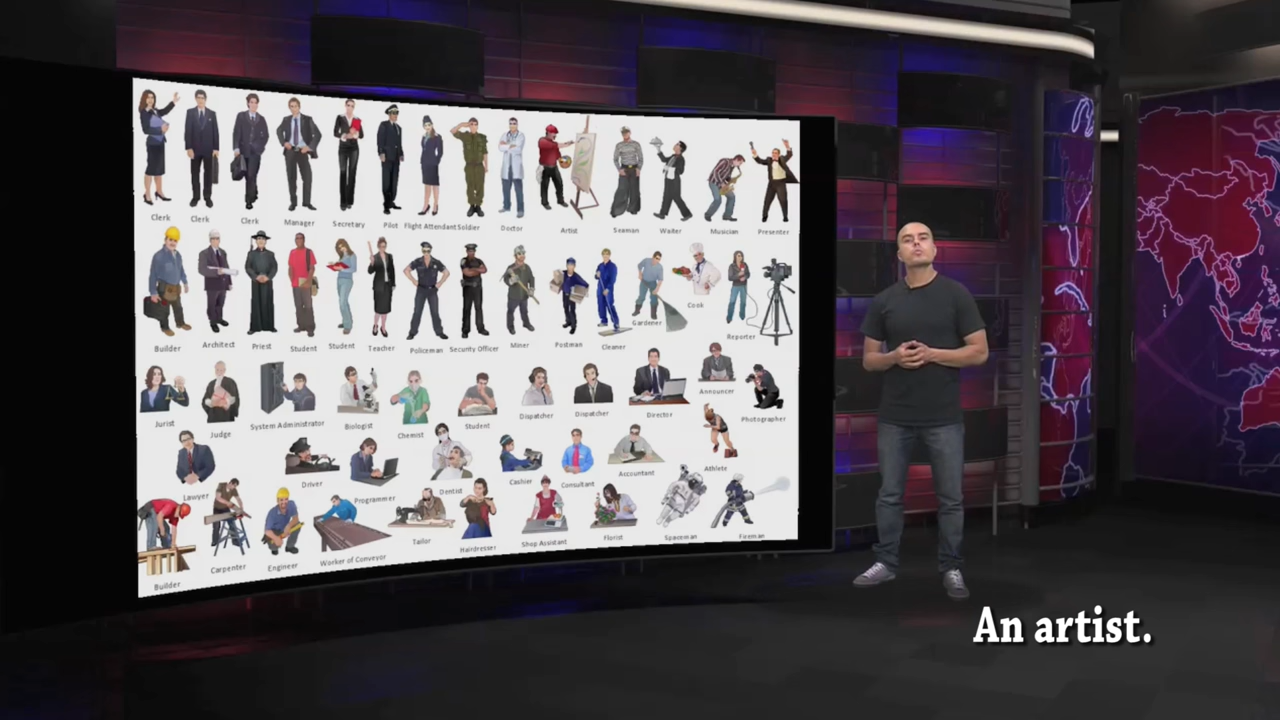 Clerk Clerk Clerk Manager Secretary Pilot Flight Attendant Soldier Doctor Artist Seaman Waiter Musician Presenter
Builder Architect Priest Student Student Teacher Policeman Security Officer Miner Postman Cleaner Gardener Cook Reporter
Jurist Judge System Administrator Biologist Chemist Student Dispatcher Dispatcher Director Announcer Photographer
Lawyer Driver Programmer Dentist Cashier Consultant Accountant Athlete
Builder Carpenter Engineer Worker of Conveyor Tailor Hairdresser Shop Assistant Florist Spaceman Fireman
An artist.